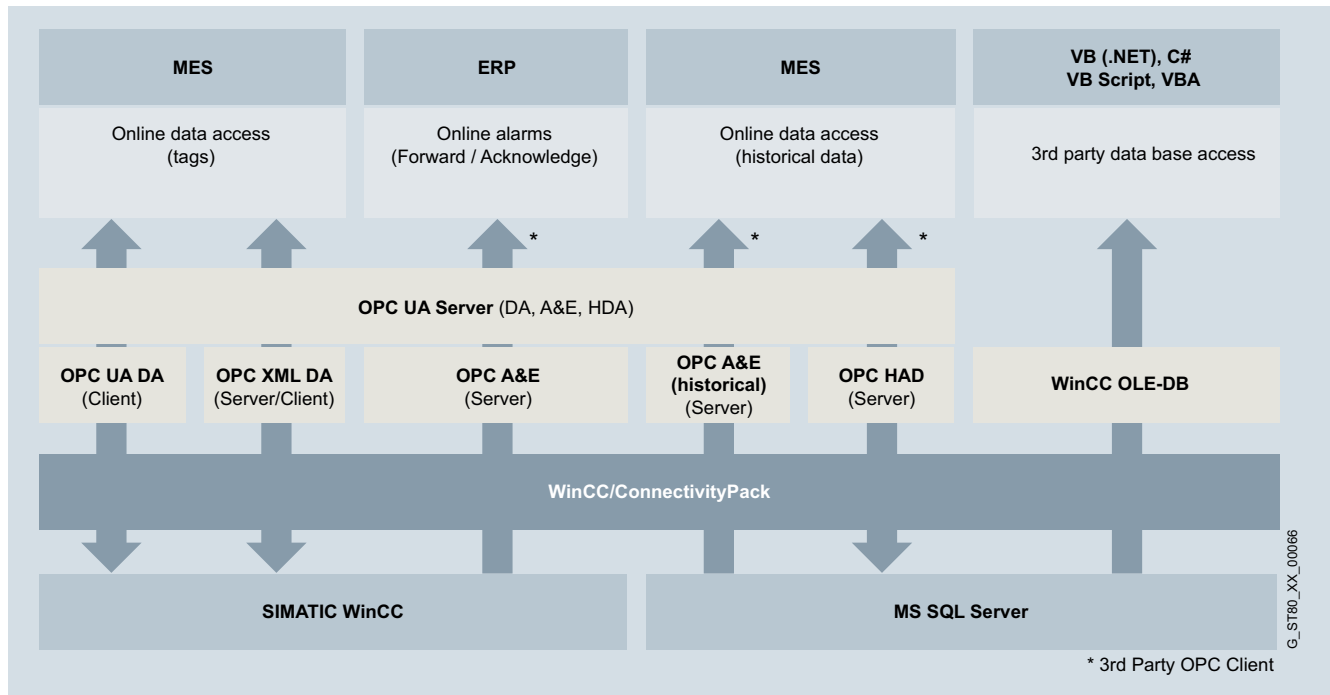 MES
ERP
MES
VB (.NET), C#
VB Script, VBA
Online data access
(tags)
Online alarms
(Forward / Acknowledge)
Online data access
(historical data)
3rd party data base access
*
*
*
OPC UA Server (DA, A&E, HDA)
OPC UA DA
(Client)
OPC XML DA
(Server/Client)
OPC A&E
(Server)
OPC A&E
(historical)
(Server)
OPC HAD
(Server)
WinCC OLE-DB
WinCC/ConnectivityPack
SIMATIC WinCC
MS SQL Server
G_ST80_XX_00066
* 3rd Party OPC Client